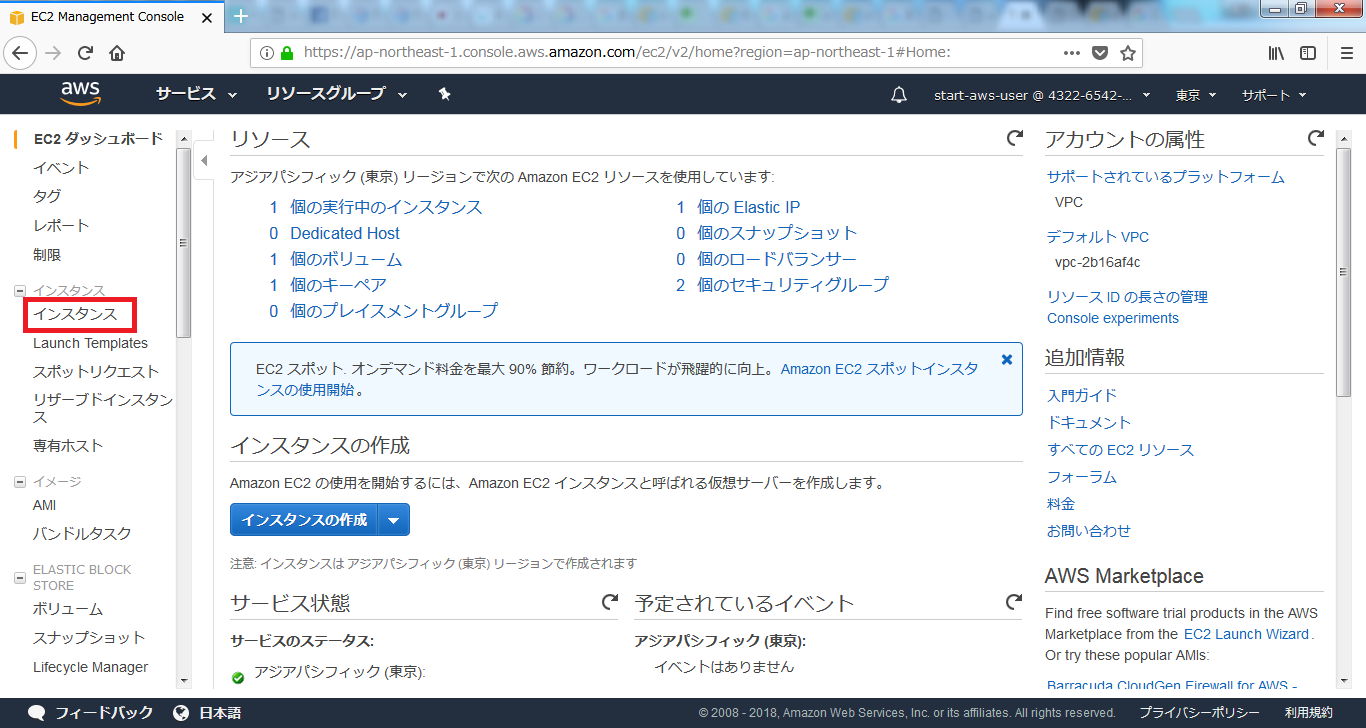 EC2 Management Console
https://ap-northeast-1.console.aws.amazon.com/ec2/v2/home?region=ap-northeast-1#Home:
aws
サービス
リソースグループ
start-aws-user @ 4322-6542-...
東京
サポート
EC2 ダッシュボード
イベント
タグ
レポート
制限
インスタンス
インスタンス
Launch Templates
スポットリクエスト
リザーブドインスタン
ス
専有ホスト
イメージ
AMI
バンドルタスク
ELASTIC BLOCK
STORE
ボリューム
スナップショット
Lifecycle Manager
リソース
アジアパシフィック (東京) リージョンで次の Amazon EC2 リソースを使用しています:
1 個の実行中のインスタンス
0 Dedicated Host
1 個のボリューム
1 個のキーペア
0 個のプレイスメントグループ
1 個の Elastic IP
0 個のスナップショット
0 個のロードバランサー
2 個のセキュリティグループ
EC2 スポット. オンデマンド料金を最大 90% 節約。ワークロードが飛躍的に向上。Amazon EC2 スポットインスタ
ンスの使用開始。
インスタンスの作成
Amazon EC2 の使用を開始するには、Amazon EC2 インスタンスと呼ばれる仮想サーバーを作成します。
インスタンスの作成
注意: インスタンスは アジアパシフィック (東京) リージョンで作成されます
サービス状態
サービスのステータス:
アジアパシフィック (東京):
予定されているイベント
アジアパシフィック (東京):
イベントはありません
アカウントの属性
サポートされているプラットフォーム
VPC
デフォルト VPC
vpc-2b16af4c
リソース ID の長さの管理
Console experiments
追加情報
入門ガイド
ドキュメント
すべての EC2 リソース
フォーラム
料金
お問い合わせ
AWS Marketplace
Find free software trial products in the AWS
Marketplace from the EC2 Launch Wizard.
Or try these popular AMIs:
Barracuda CloudGen Firewall for AWS -
フィードバック
日本語
© 2008 - 2018, Amazon Web Services, Inc. or its affiliates. All rights reserved.
プライバシーポリシー
利用規約